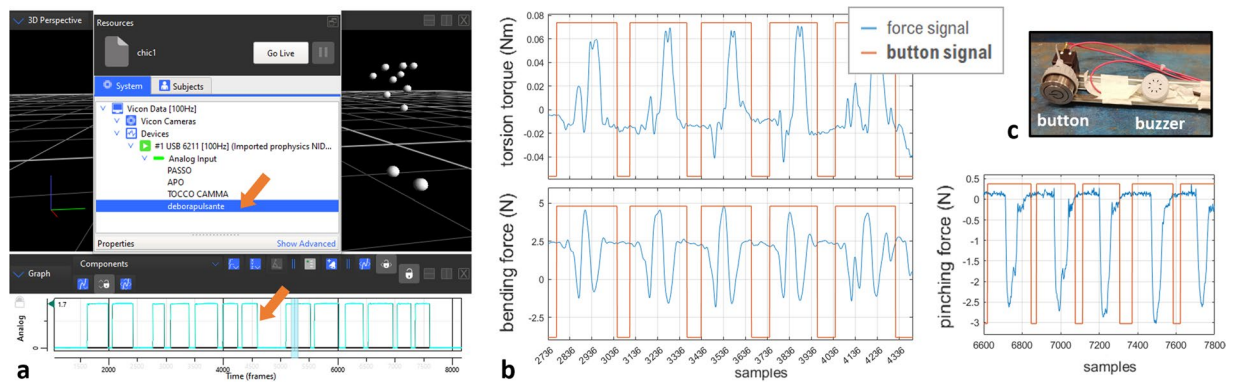 3D Perspective
Resources
chic1
Go Live
System
Subjects
Vicon Data [100Hz]
Vicon Cameras
Devices
#1 USB 6211 [100Hz] (Imported prophysics NID...
Analog Input
PASSO
APO
TOCCO CAMMA
deborapulsante
Properties
Show Advanced
Graph
Components
Analog
1.7
0
2000
4000
6000
8000
Time (frames)
a
torsion torque (Nm)
0.08
0.06
0.04
0.02
0
-0.02
-0.04
force signal
button signal
bending force (N)
5
2.5
0
-2.5
2736 2836 2936 3036 3136 3236 3336 3436 3536 3636 3736 3836 3936 4036 4136 4236 4336
samples
b
button
buzzer
c
pinching force (N)
0.5
0
-0.5
-1
-1.5
-2
-2.5
-3
6600 6800 7000 7200 7400 7600 7800
samples